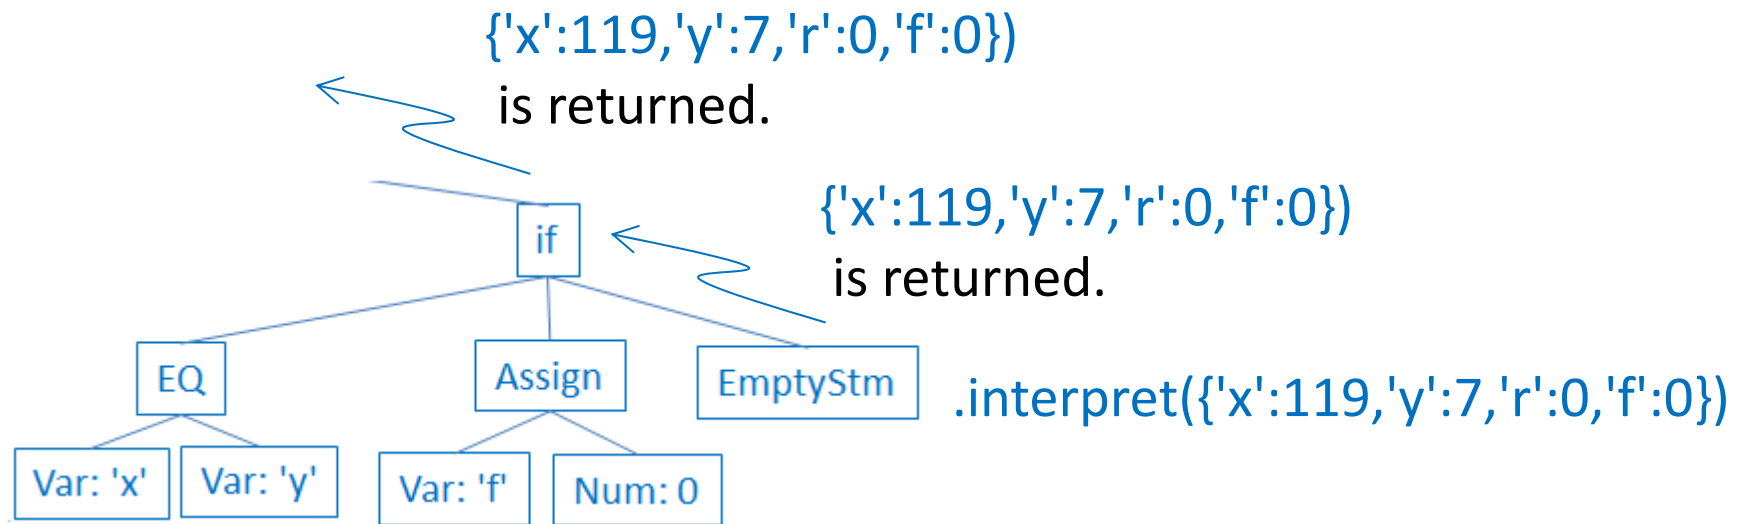 {'x':119,'y':7,'r':0,'f':0})
is returned.
{'x':119,'y':7,'r':0,'f':0})
is returned.
if
EQ
Assign
EmptyStm
.interpret({'x':119,'y':7,'r':0,'f':0})
Var: 'x'
Var: 'y'
Var: 'f'
Num: 0